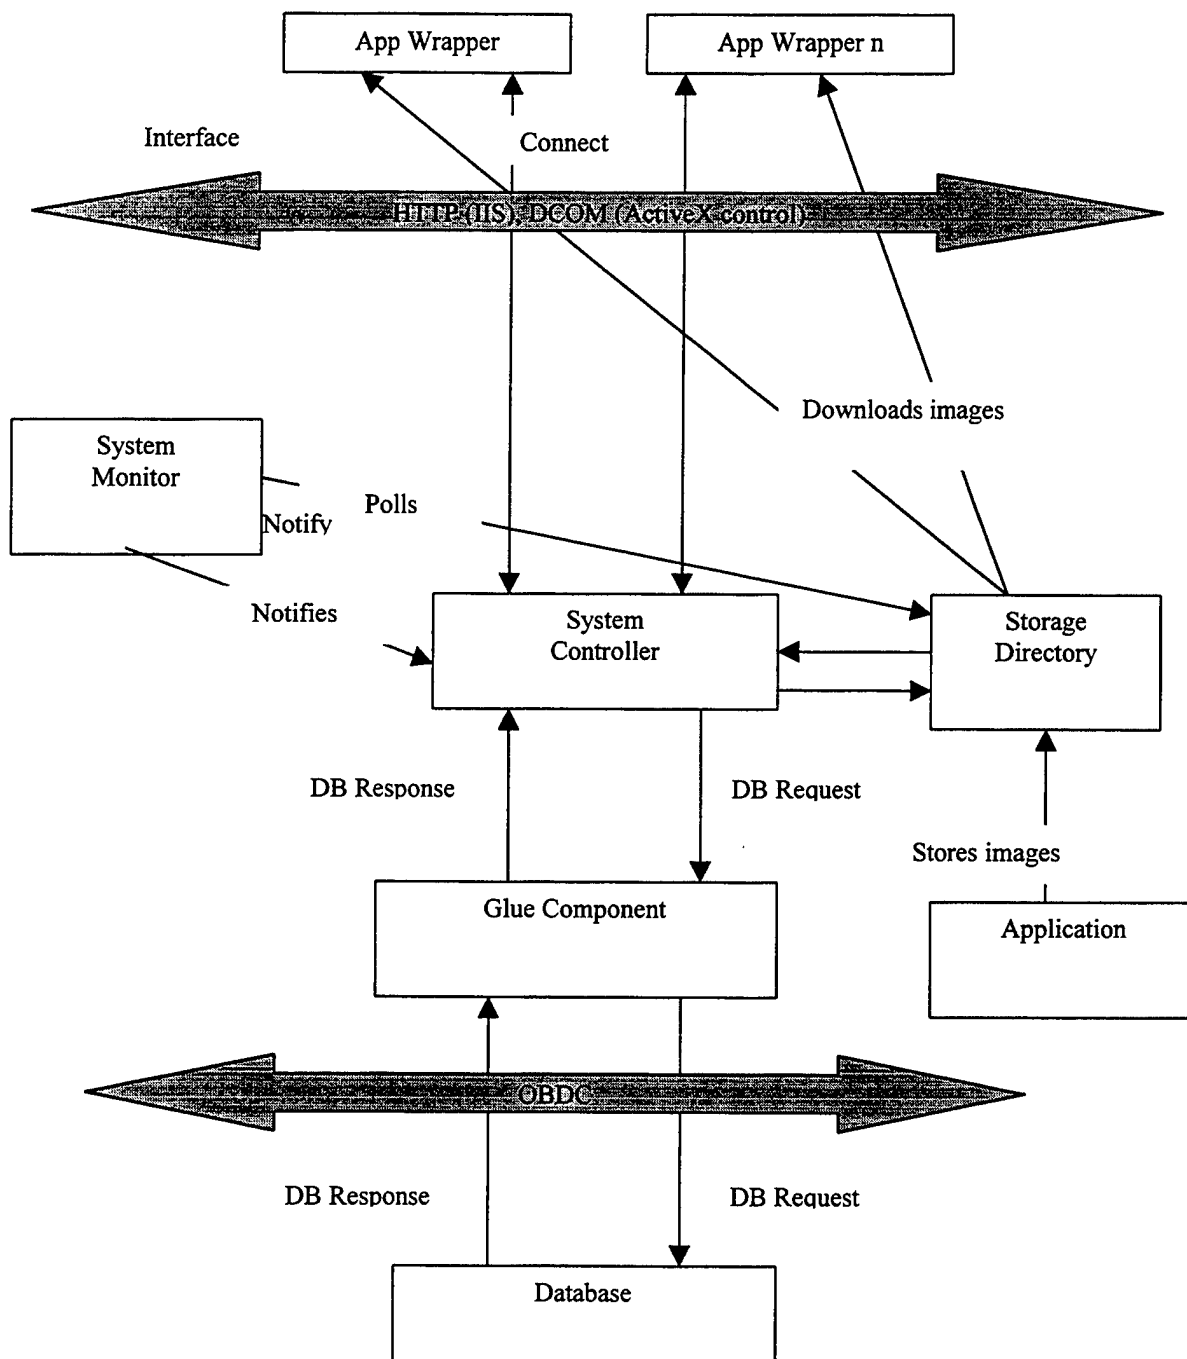 App Wrapper
App Wrapper n
Interface
Connect
HTTP (IIS), DCOM (ActiveX-control)
Downloads images
System
Monitor
Polls
Notify
Notifies
System
Controller
Storage
Directory
DB Response
DB Request
Stores images
Glue Component
Application
OBDC
DB Response
DB Request
Database